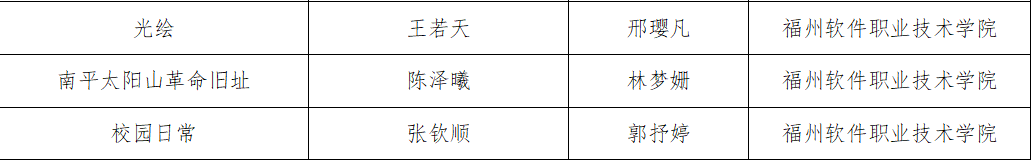 光绘 王若天 邢璎凡 福州软件职业技术学院
南平太阳山革命旧址 陈泽曦 林梦姗 福州软件职业技术学院
校园日常 张钦顺 郭抒婷 福州软件职业技术学院